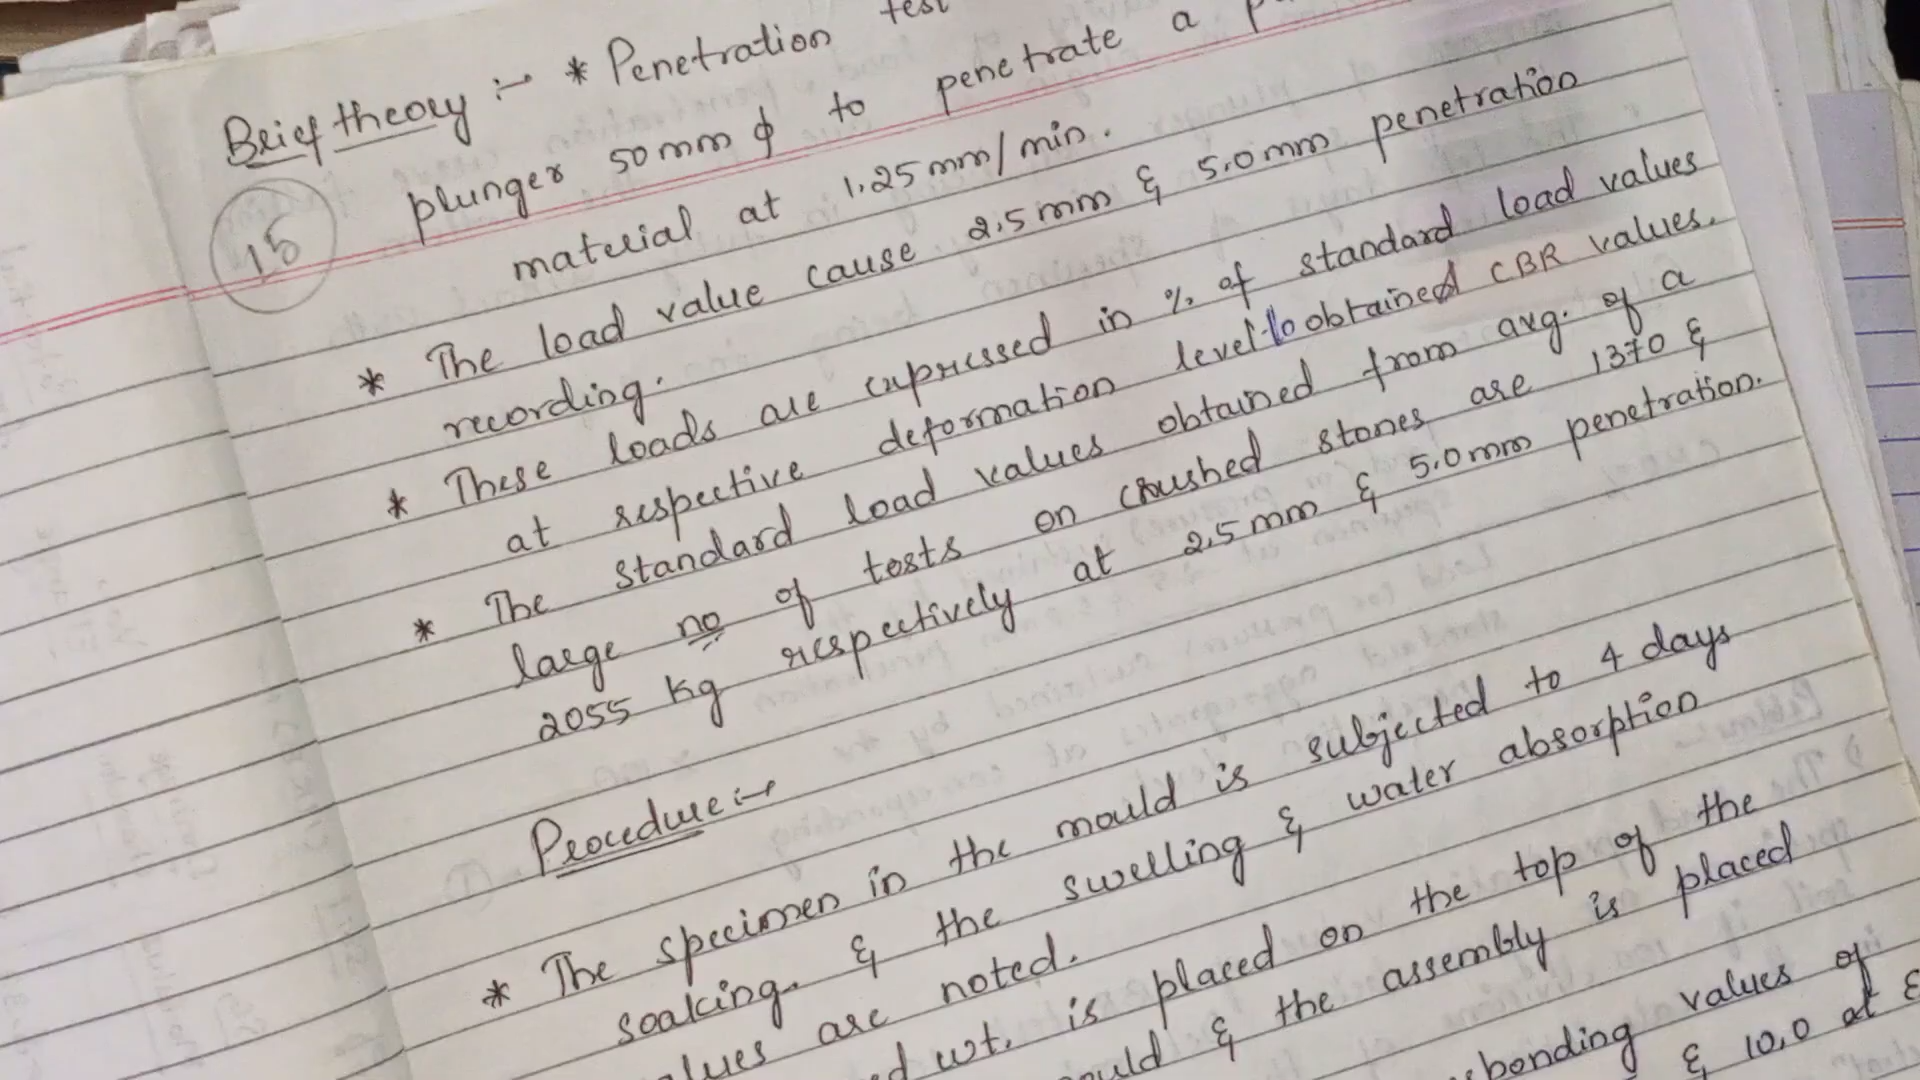 Brief theory :- * Penetration test
plunger 50 mm ϕ to penetrate a
15
material at 1.25 mm/min.
* The load value cause 2.5 mm & 5.0 mm penetration
recording.
* These loads are expressed in % of standard load values
at respective deformation level to obtained CBR values.
* The standard load values obtained from avg. of a
large no of tests on crushed stones are 1370 &
2055 kg respectively at 2.5 mm & 5.0 mm penetration.
Procedure :-
* The specimen in the mould is subjected to 4 days
soaking. & the swelling & water absorption
are noted.
wt. is placed on the top of the
& the assembly is placed
values of
& 10.0 at